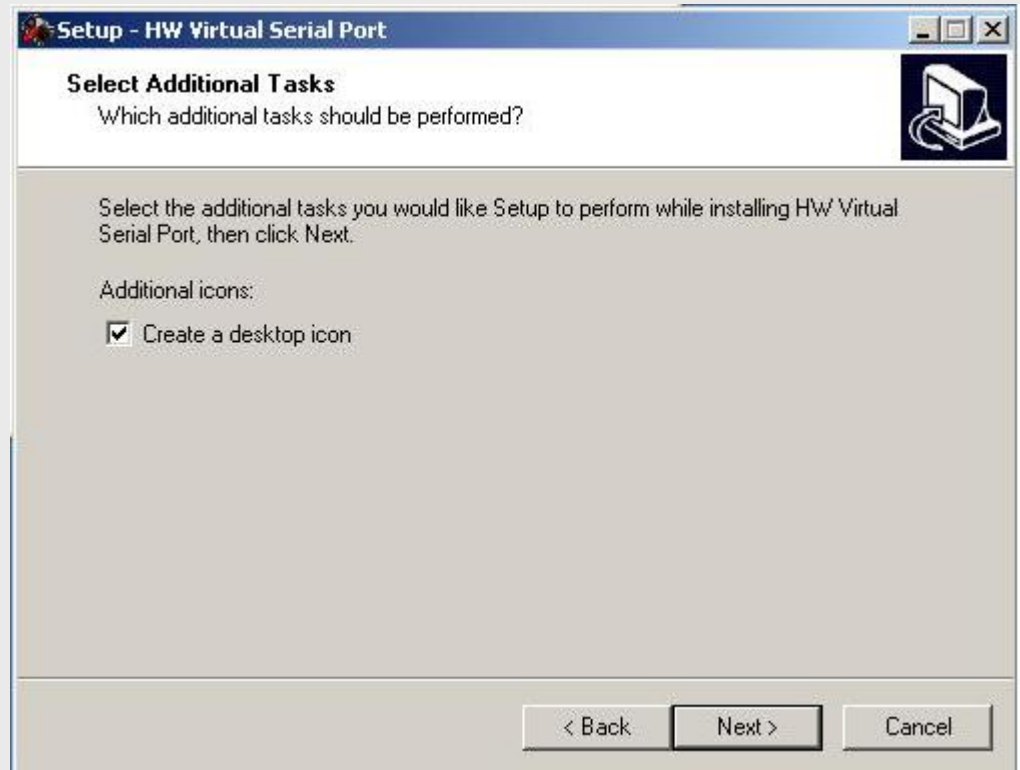 Setup - HW Virtual Serial Port
Select Additional Tasks
Which additional tasks should be performed?
Select the additional tasks you would like Setup to perform while installing HW Virtual
Serial Port, then click Next.
Additional icons:
Create a desktop icon
< Back Next > Cancel